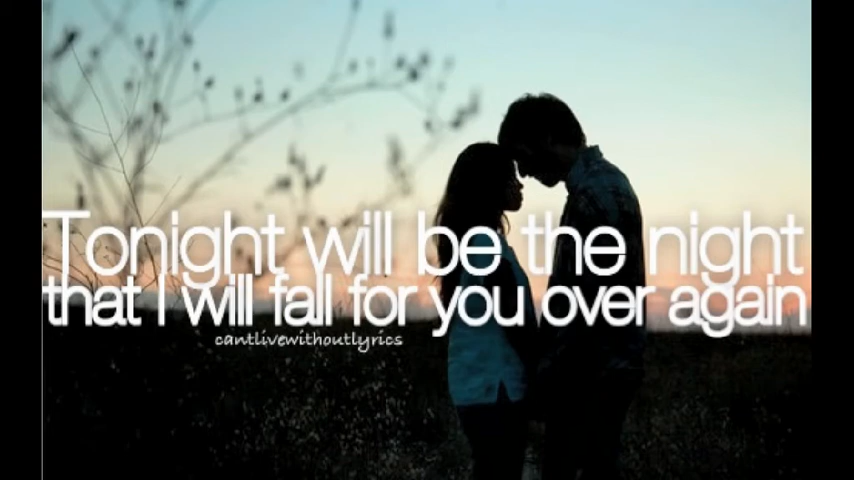 Tonight will be the night
that I will fall for you over again
cantlivewithoutlyrics